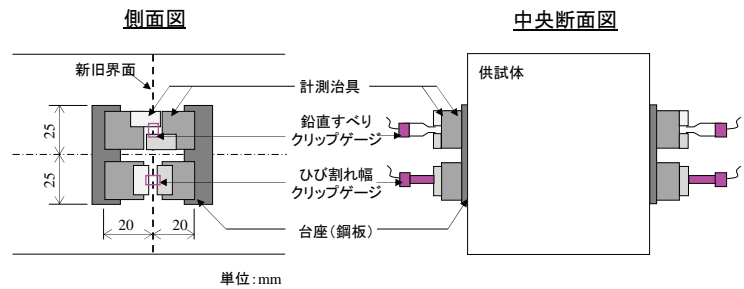 側面図
中央断面図
新旧界面
計測治具
供試体
鉛直すべり
クリップゲージ
ひび割れ幅
クリップゲージ
25
25
20
20
台座(鋼板)
単位:mm